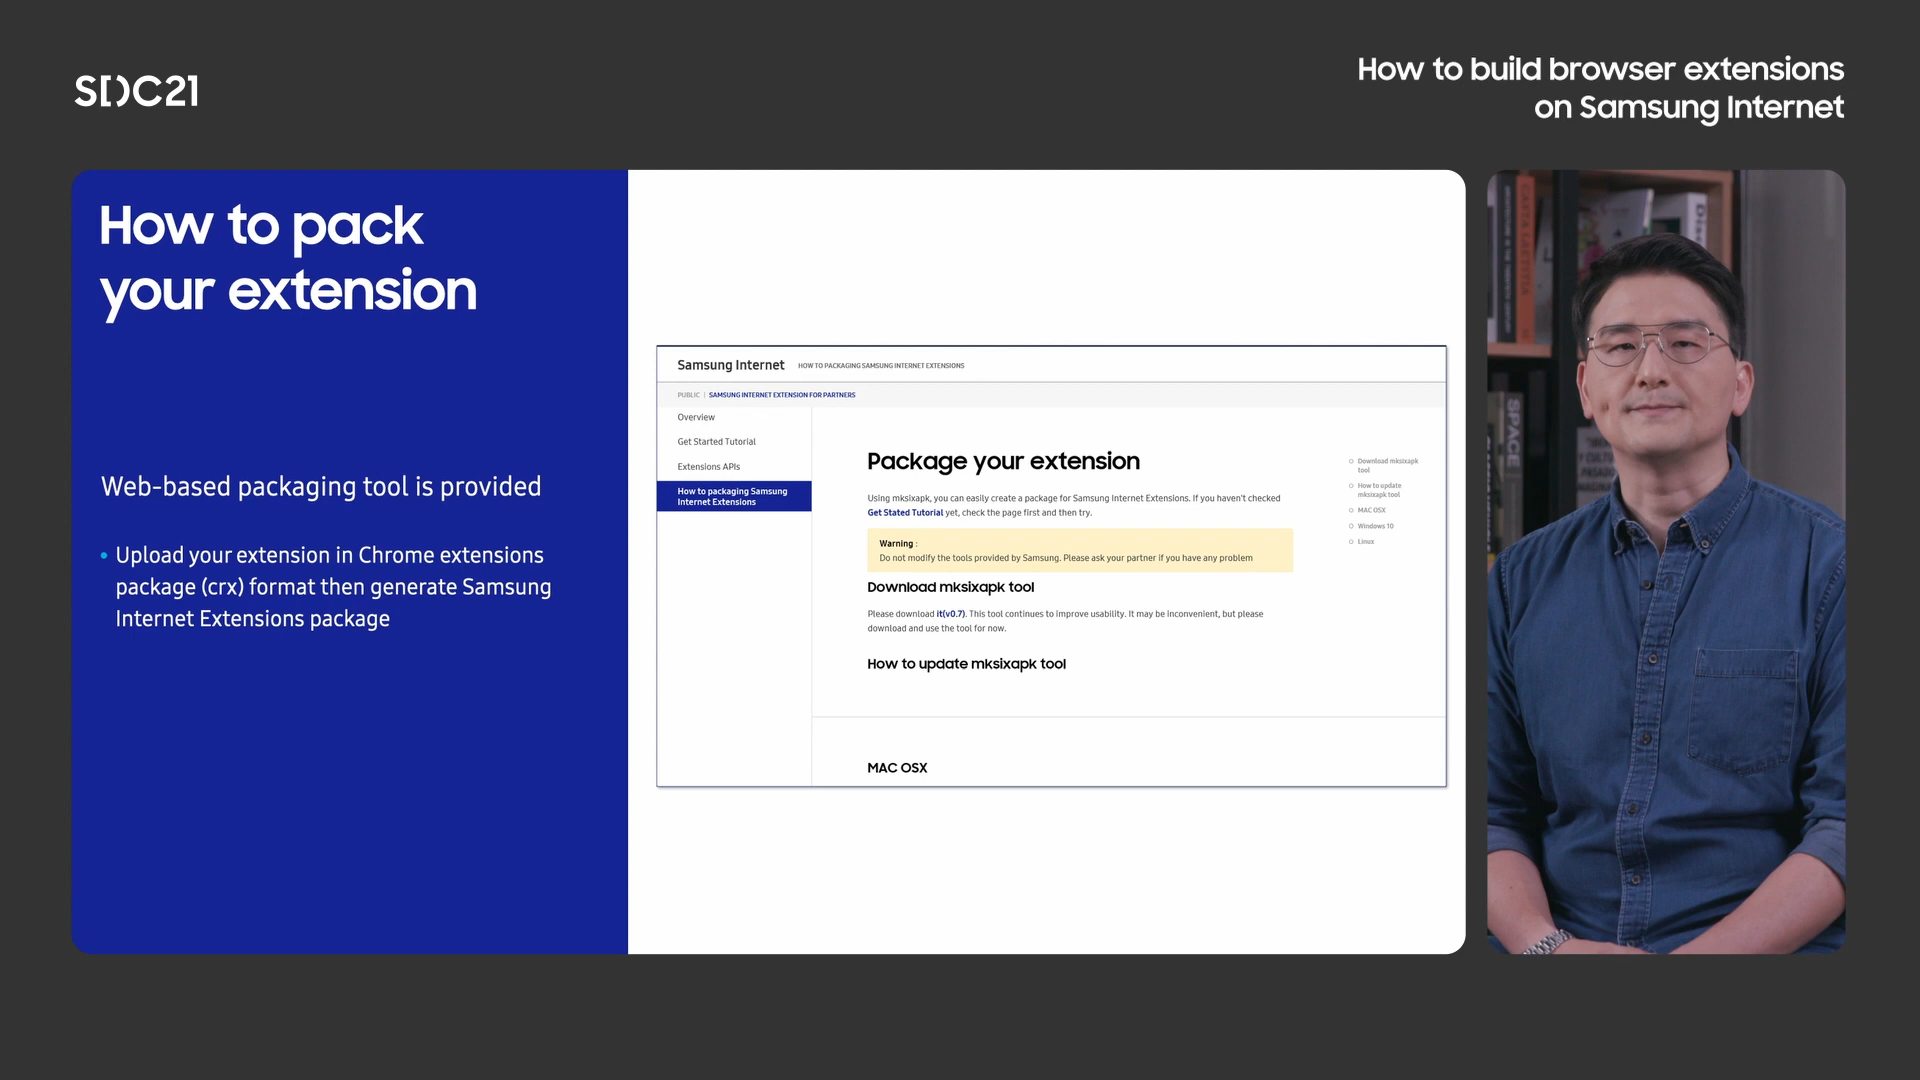 SDC21
How to build browser extensions
on Samsung Internet
How to pack
your extension
Web-based packaging tool is provided
• Upload your extension in Chrome extensions
package (crx) format then generate Samsung
Internet Extensions package
Samsung Internet HOW TO PACKAGING SAMSUNG INTERNET EXTENSIONS
PUBLIC | SAMSUNG INTERNET EXTENSION FOR PARTNERS
Overview
Get Started Tutorial
Extensions APIs
How to packaging Samsung
Internet Extensions
Package your extension
Using mksixapk, you can easily create a package for Samsung Internet Extensions. If you haven't checked
Get Stated Tutorial yet, check the page first and then try.
Warning :
Do not modify the tools provided by Samsung. Please ask your partner if you have any problem
Download mksixapk tool
Please download it(v0.7). This tool continues to improve usability. It may be inconvenient, but please
download and use the tool for now.
How to update mksixapk tool
MAC OSX
Download mksixapk
tool
How to update
mksixapk tool
MAC OSX
Windows 10
Linux
SPACE